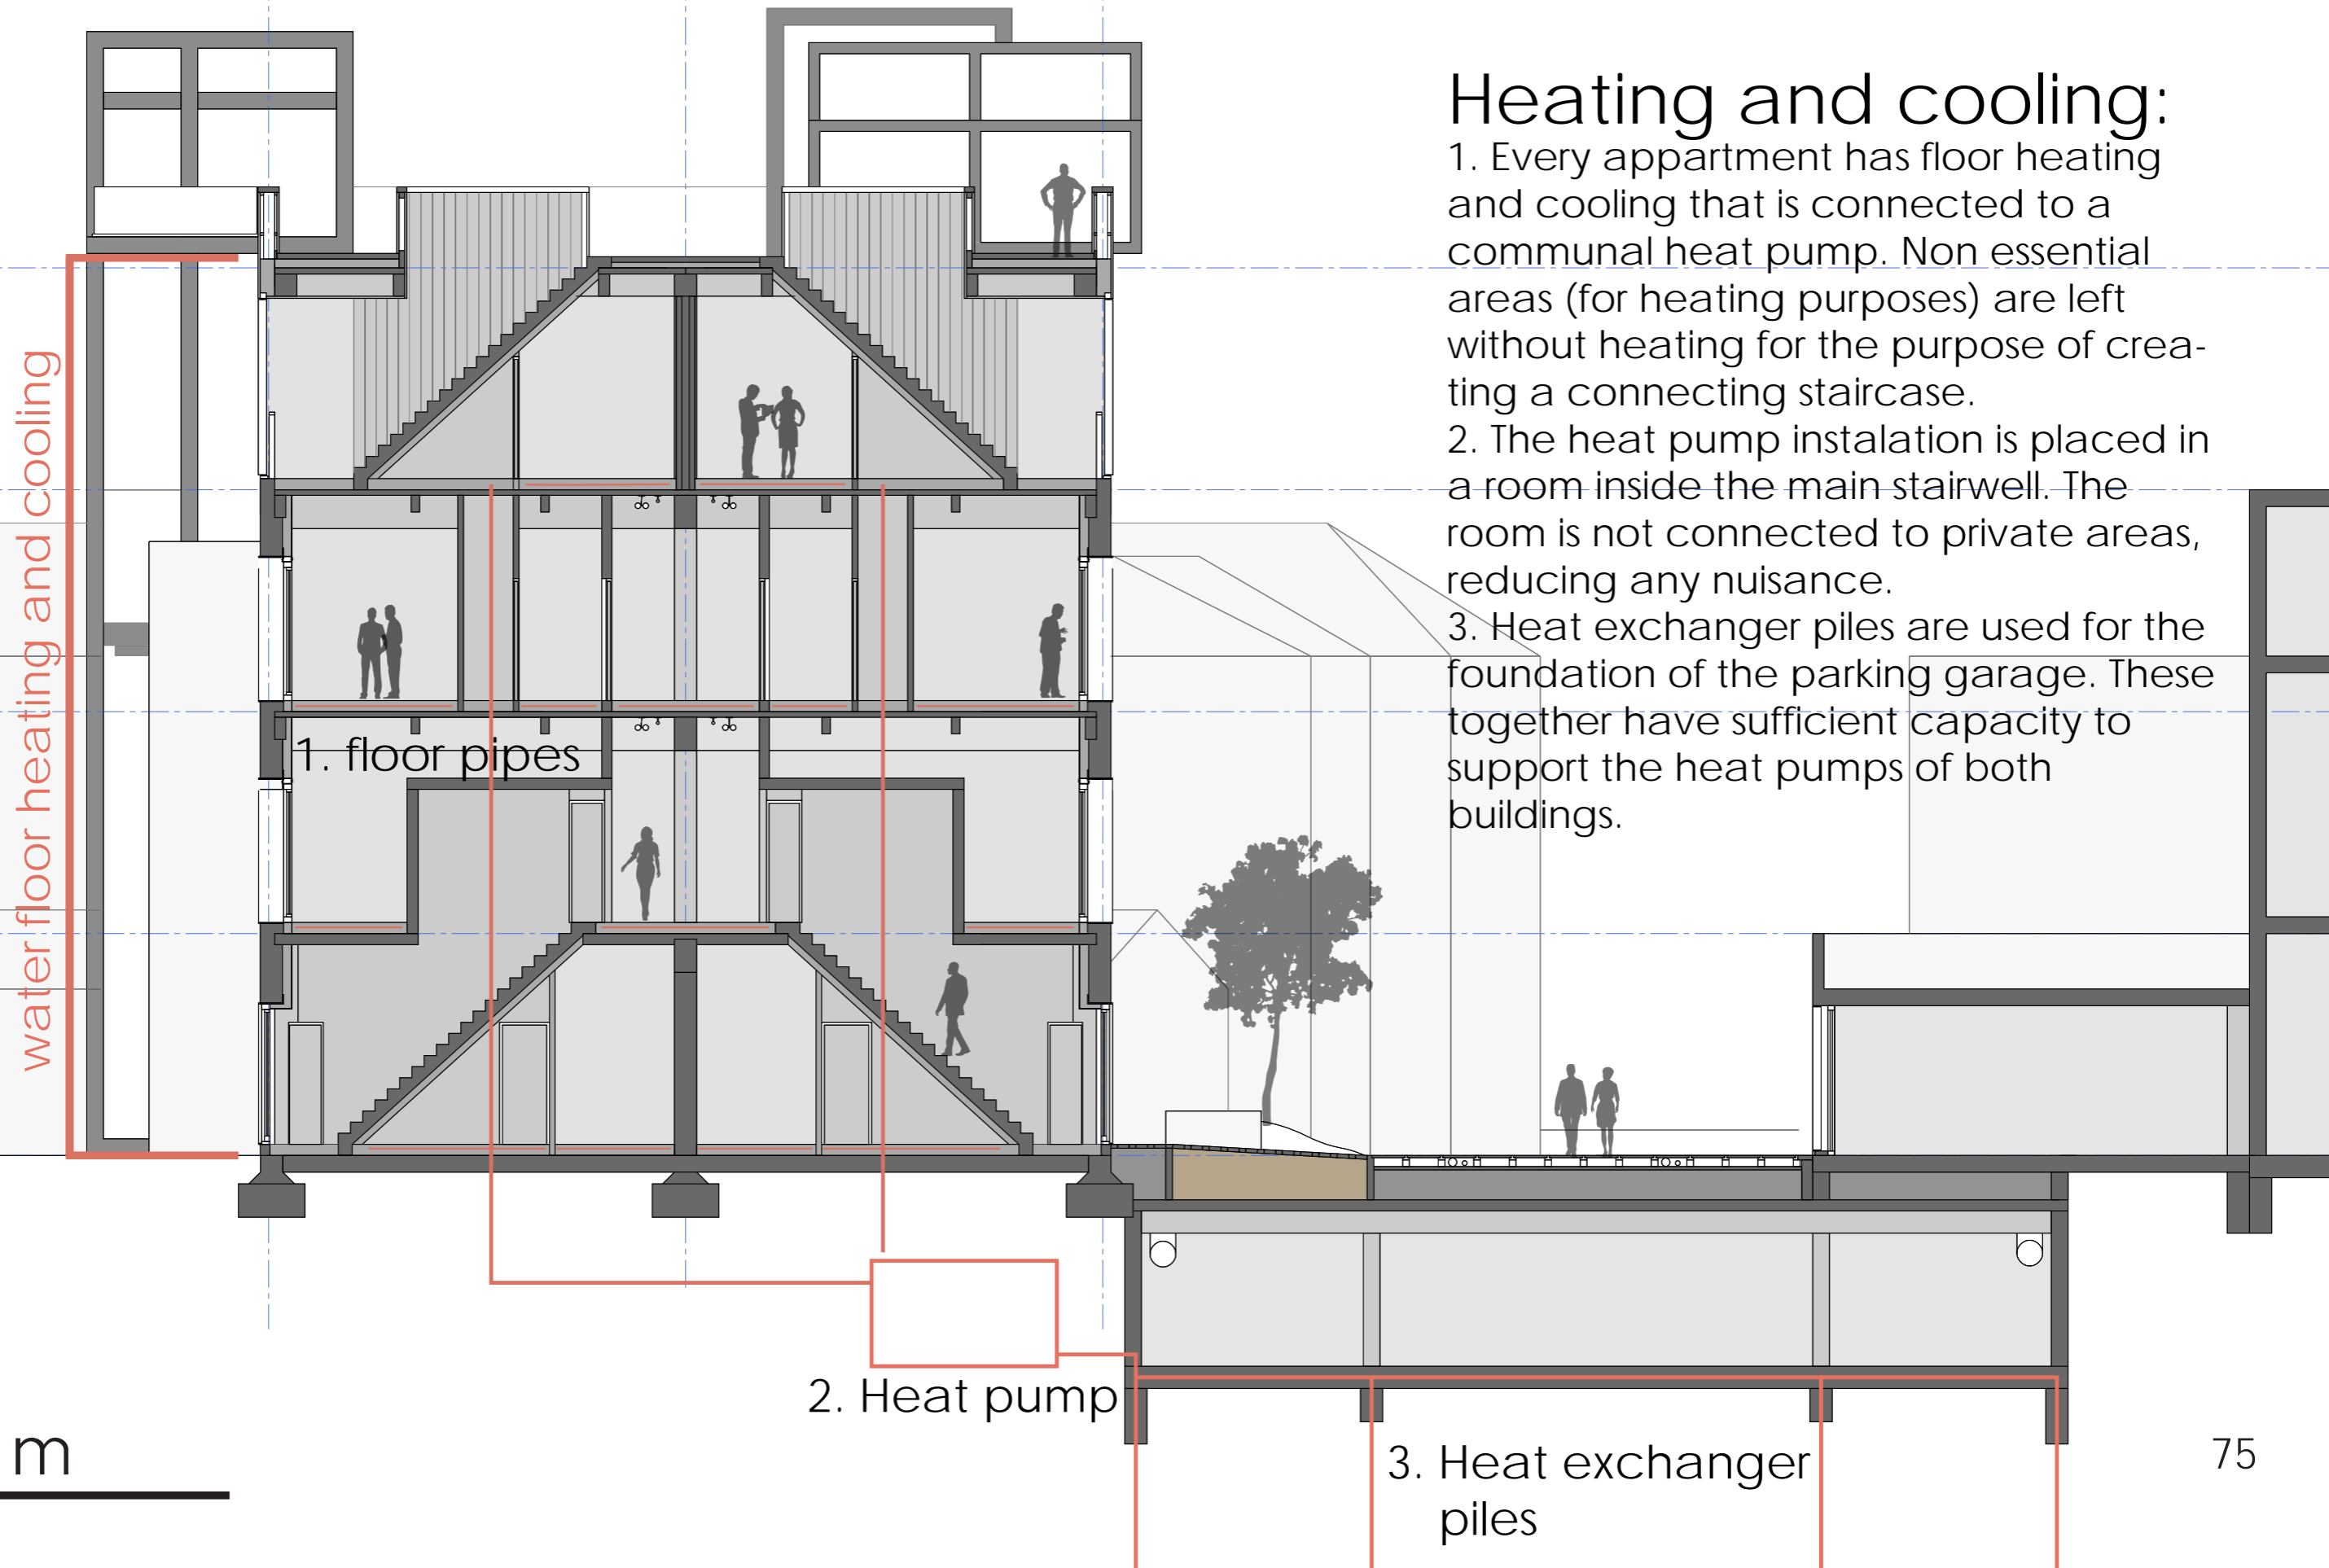 Heating and cooling:
1. Every appartment has floor heating
and cooling that is connected to a
communal heat pump. Non essential
areas (for heating purposes) are left
without heating for the purpose of crea-
ting a connecting staircase.
2. The heat pump instalation is placed in
a room inside the main stairwell. The
room is not connected to private areas,
reducing any nuisance.
3. Heat exchanger piles are used for the
foundation of the parking garage. These
together have sufficient capacity to
support the heat pumps of both
buildings.
water floor heating and cooling
1. floor pipes
2. Heat pump
3. Heat exchanger
piles
m
75